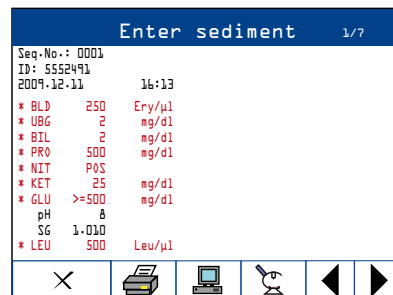 Enter sediment 1/7
Seq.No.: 0001
ID: 5552491
2009.12.11 16:13
* BLD 250 Ery/µl
* UBG 2 mg/dl
* BIL 2 mg/dl
* PRO 500 mg/dl
* NIT POS
* KET 25 mg/dl
* GLU >=500 mg/dl
pH 8
SG 1.010
* LEU 500 Leu/µl